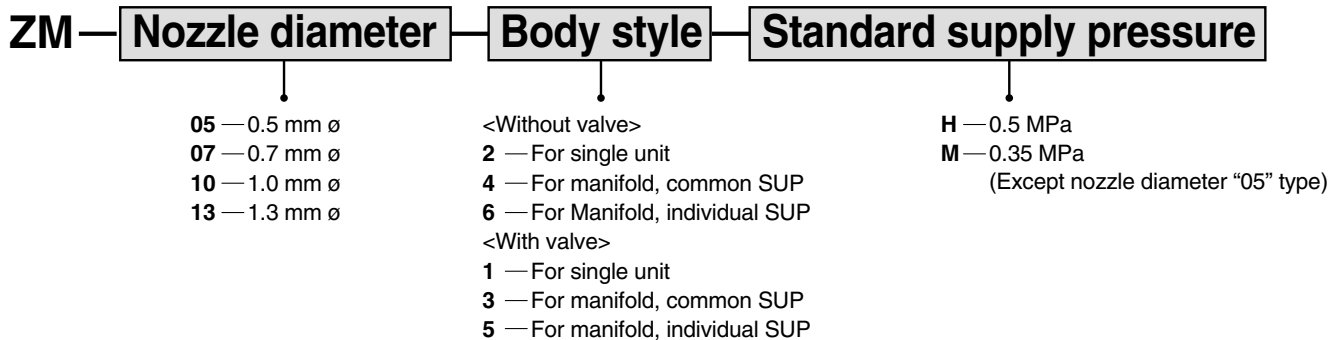 ZM — Nozzle diameter — Body style — Standard supply pressure
05 — 0.5 mm ø
07 — 0.7 mm ø
10 — 1.0 mm ø
13 — 1.3 mm ø
<Without valve>
2 — For single unit
4 — For manifold, common SUP
6 — For Manifold, individual SUP
<With valve>
1 — For single unit
3 — For manifold, common SUP
5 — For manifold, individual SUP
H — 0.5 MPa
M — 0.35 MPa
(Except nozzle diameter “05” type)